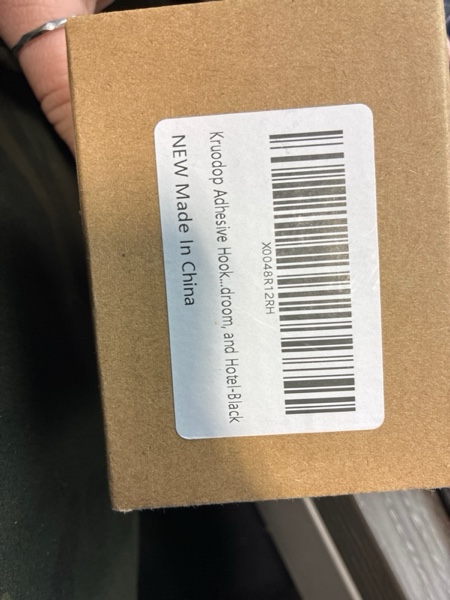 X0048R12RH
Kruodop Adhesive Hook...droom, and Hotel-Black
NEW Made In China